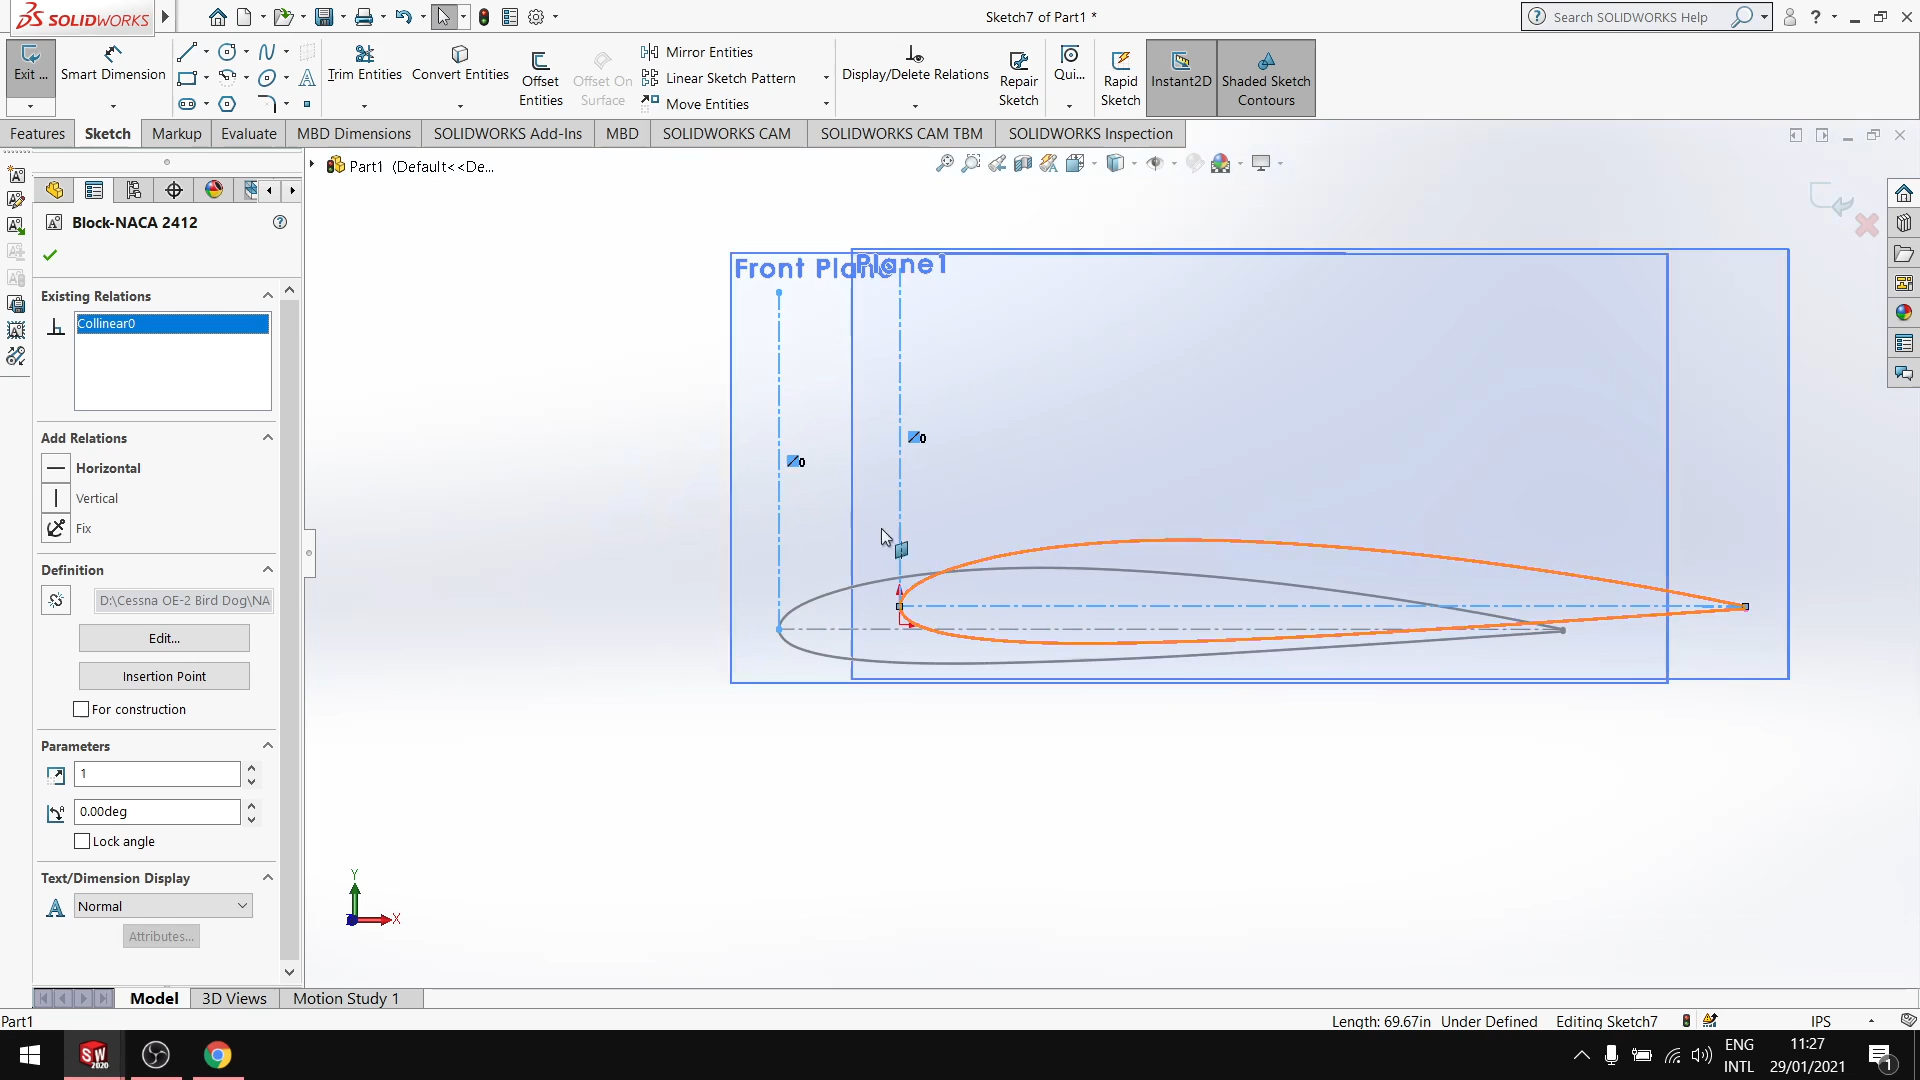 SOLIDWORKS
Sketch7 of Part1 *
Search SOLIDWORKS Help
Exit ...
Smart Dimension
Trim Entities
Convert Entities
Offset
Entities
Offset On
Surface
Mirror Entities
Linear Sketch Pattern
Move Entities
Display/Delete Relations
Repair
Sketch
Qui...
Rapid
Sketch
Instant2D
Shaded Sketch
Contours
Features
Sketch
Markup
Evaluate
MBD Dimensions
SOLIDWORKS Add-Ins
MBD
SOLIDWORKS CAM
SOLIDWORKS CAM TBM
SOLIDWORKS Inspection
Part1 (Default<<De...
Block-NACA 2412
Existing Relations
Collinear0
Add Relations
Horizontal
Vertical
Fix
Definition
D:\Cessna OE-2 Bird Dog\NA
Edit...
Insertion Point
For construction
Parameters
1
0.00deg
Lock angle
Text/Dimension Display
Normal
Attributes...
Front Plane
Plane1
0
0
Y
X
Z
Model
3D Views
Motion Study 1
Part1
Length: 69.67in
Under Defined
Editing Sketch7
IPS
SW
2020
ENG
INTL
11:27
29/01/2021
1